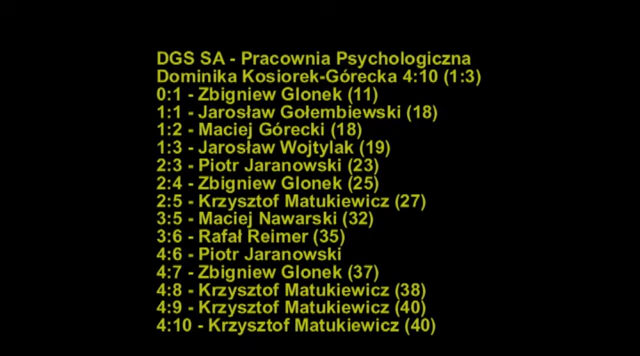 DGS SA - Pracownia Psychologiczna
Dominika Kosiorek-Górecka 4:10 (1:3)
0:1 - Zbigniew Glonek (11)
1:1 - Jarosław Gołembiewski (18)
1:2 - Maciej Górecki (18)
1:3 - Jarosław Wojtylak (19)
2:3 - Piotr Jaranowski (23)
2:4 - Zbigniew Glonek (25)
2:5 - Krzysztof Matukiewicz (27)
3:5 - Maciej Nawarski (32)
3:6 - Rafał Reimer (35)
4:6 - Piotr Jaranowski
4:7 - Zbigniew Glonek (37)
4:8 - Krzysztof Matukiewicz (38)
4:9 - Krzysztof Matukiewicz (40)
4:10 - Krzysztof Matukiewicz (40)